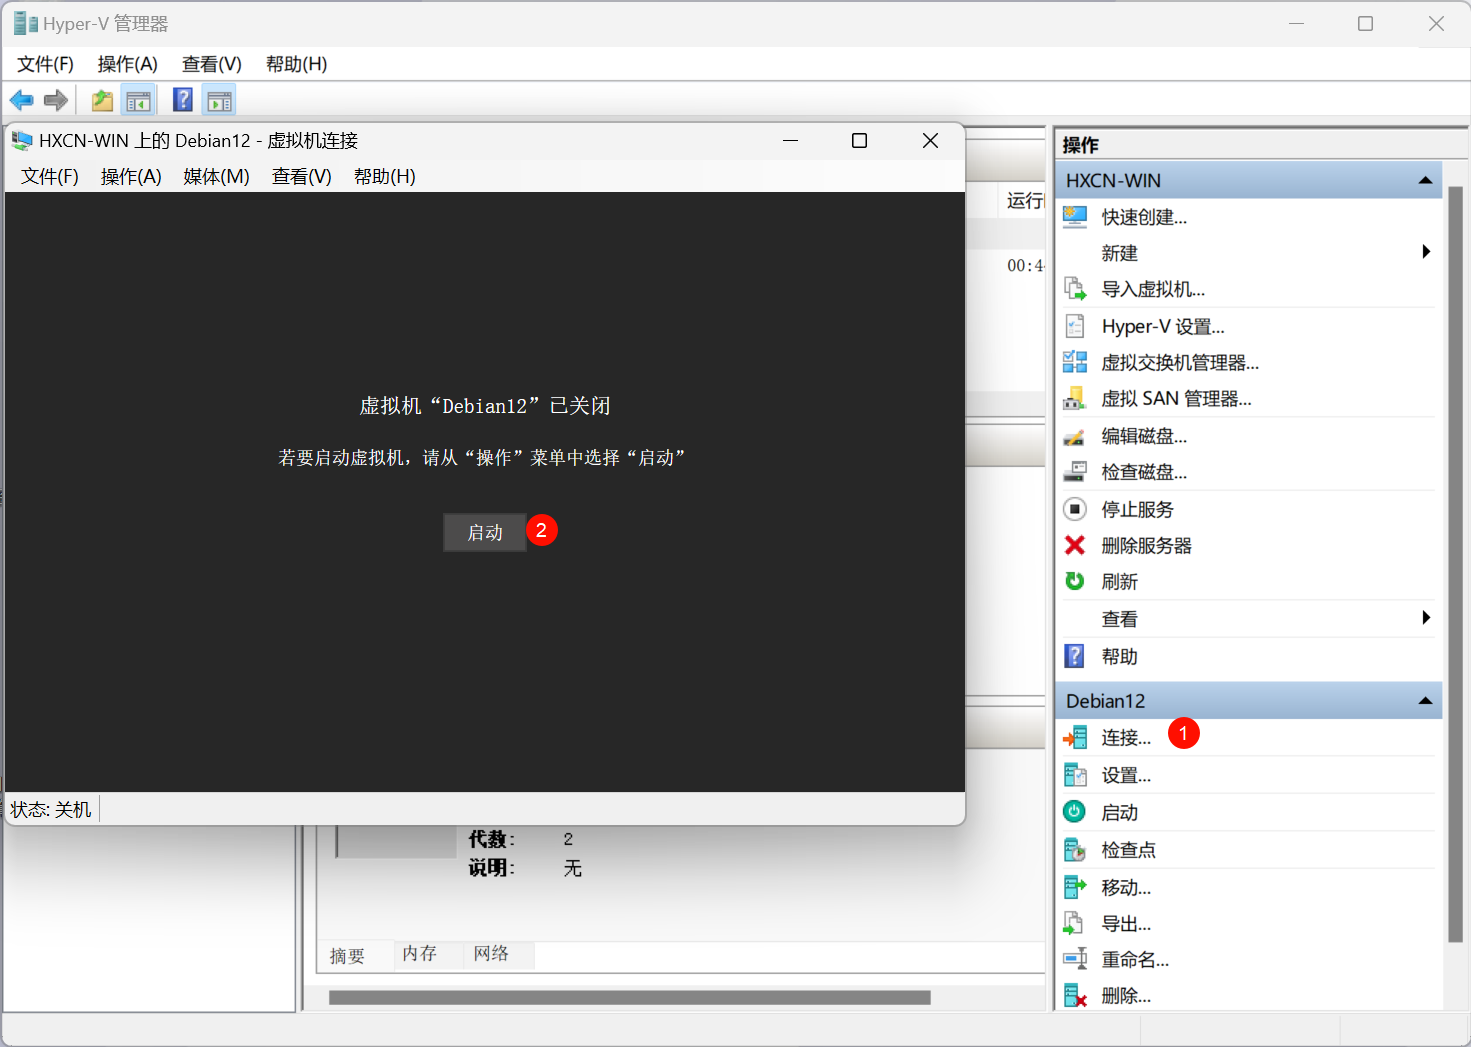 Hyper-V 管理器
文件(F) 操作(A) 查看(V) 帮助(H)
HXCN-WIN 上的 Debian12 - 虚拟机连接
文件(F) 操作(A) 媒体(M) 查看(V) 帮助(H)
虚拟机“Debian12”已关闭
若要启动虚拟机，请从“操作”菜单中选择“启动”
启动 2
状态: 关机
运行
00:4
代数: 2
说明: 无
摘要 内存 网络
操作
HXCN-WIN
快速创建...
新建
导入虚拟机...
Hyper-V 设置...
虚拟交换机管理器...
虚拟 SAN 管理器...
编辑磁盘...
检查磁盘...
停止服务
删除服务器
刷新
查看
帮助
Debian12
连接... 1
设置...
启动
检查点
移动...
导出...
重命名...
删除...